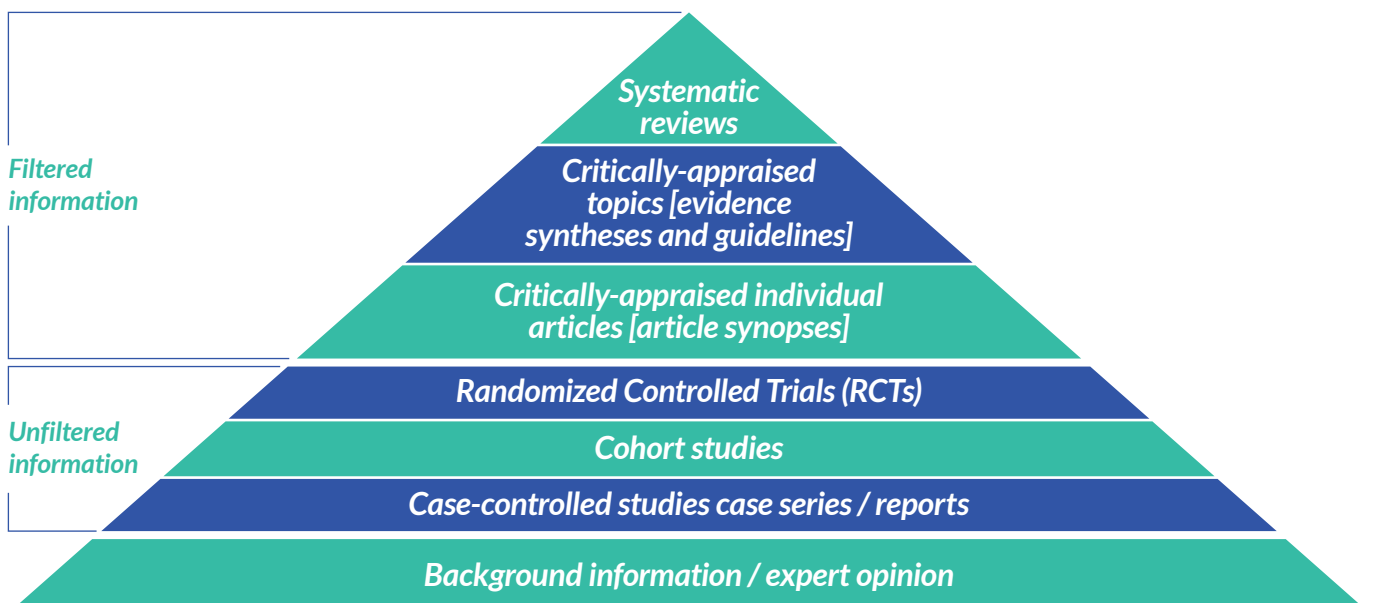 Systematic
reviews
Filtered
information
Critically-appraised
topics [evidence
syntheses and guidelines]
Critically-appraised individual
articles [article synopses]
Randomized Controlled Trials (RCTs)
Unfiltered
information
Cohort studies
Case-controlled studies case series / reports
Background information / expert opinion